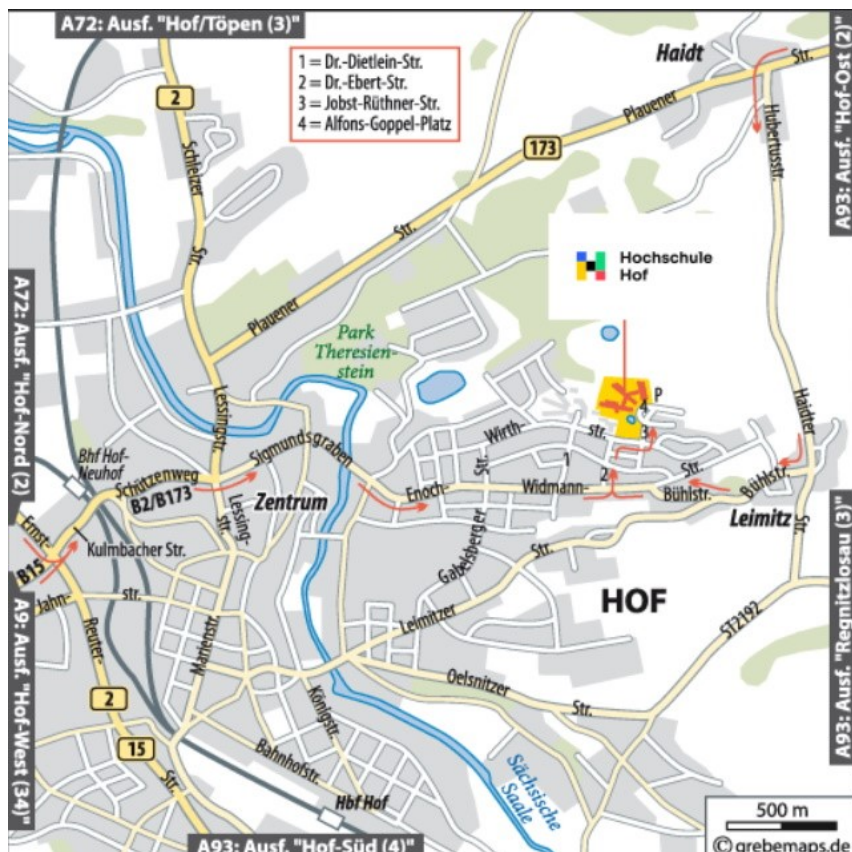 A72: Ausf. "Hof/Töpen (3)"
1 = Dr.-Dietlein-Str.
2 = Dr.-Ebert-Str.
3 = Jobst-Rüthner-Str.
4 = Alfons-Goppel-Platz
Haidt
A93: Ausf. "Hof-Ost (2)"
Str.
Plauener
Hubertusstr.
2
173
Schleizer
Str.
Str.
Plauener
Hochschule
Hof
A72: Ausf. "Hof-Nord (2)"
Park
Theresien-
stein
Lessingstr.
P
4
3
Wirth-
str.
1
2
Str.
Haidter
Str.
Bhf Hof-
Neuhof
Sigmundsgraben
Schützenweg
B2/B173
Enoch-
Widmann-
Str.
Bühlstr.
Bühlstr.
Leimitz
Zentrum
Lessing-
str.
Ernst-
B15
Kulmbacher Str.
Gabelsberger
Str.
HOF
Jahn-
str.
Reuter-
Str.
Marienstr.
Leimitzer
ST2192
A9: Ausf. "Hof-West (34)"
A93: Ausf. "Regnitzlosau (3)"
Oelsnitzer
Str.
Königstr.
2
15
Bahnhofstr.
Hbf Hof
Sächsische
Saale
500 m
© grebemaps.de
A93: Ausf. "Hof-Süd (4)"